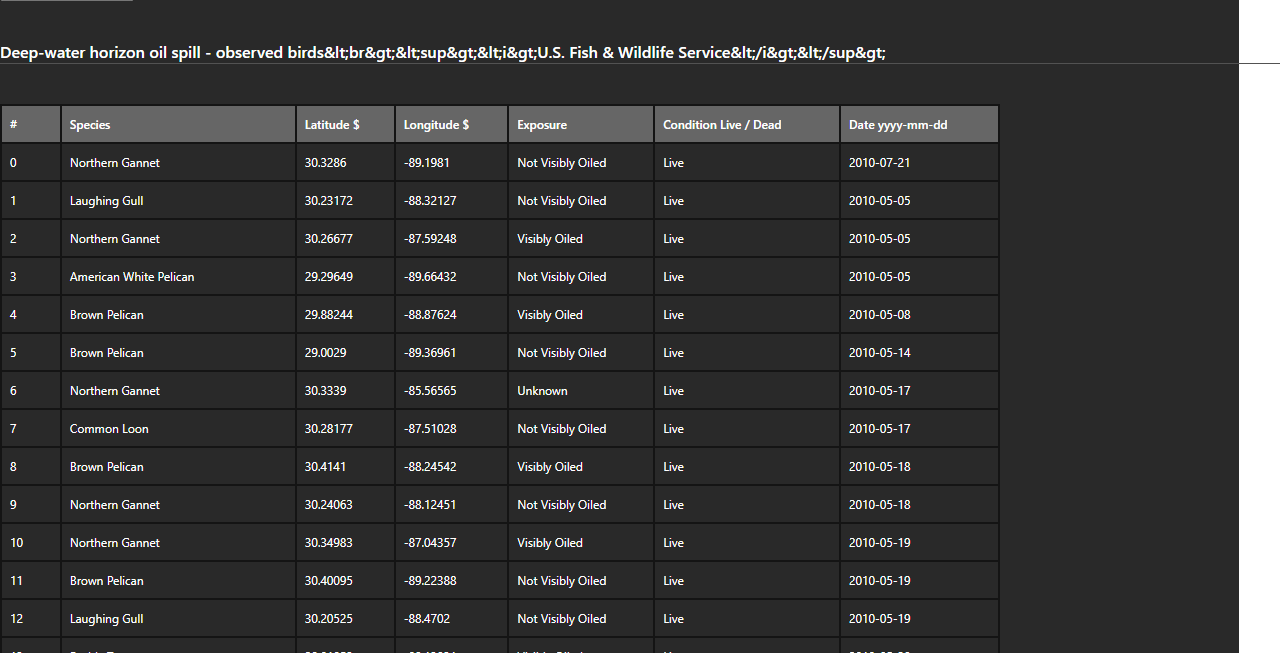 Deep-water horizon oil spill - observed birds&lt;br&gt;&lt;sup&gt;&lt;i&gt;U.S. Fish & Wildlife Service&lt;/i&gt;&lt;/sup&gt;
# Species Latitude $ Longitude $ Exposure Condition Live / Dead Date yyyy-mm-dd
0 Northern Gannet 30.3286 -89.1981 Not Visibly Oiled Live 2010-07-21
1 Laughing Gull 30.23172 -88.32127 Not Visibly Oiled Live 2010-05-05
2 Northern Gannet 30.26677 -87.59248 Visibly Oiled Live 2010-05-05
3 American White Pelican 29.29649 -89.66432 Not Visibly Oiled Live 2010-05-05
4 Brown Pelican 29.88244 -88.87624 Visibly Oiled Live 2010-05-08
5 Brown Pelican 29.0029 -89.36961 Not Visibly Oiled Live 2010-05-14
6 Northern Gannet 30.3339 -85.56565 Unknown Live 2010-05-17
7 Common Loon 30.28177 -87.51028 Not Visibly Oiled Live 2010-05-17
8 Brown Pelican 30.4141 -88.24542 Visibly Oiled Live 2010-05-18
9 Northern Gannet 30.24063 -88.12451 Not Visibly Oiled Live 2010-05-18
10 Northern Gannet 30.34983 -87.04357 Visibly Oiled Live 2010-05-19
11 Brown Pelican 30.40095 -89.22388 Not Visibly Oiled Live 2010-05-19
12 Laughing Gull 30.20525 -88.4702 Not Visibly Oiled Live 2010-05-19